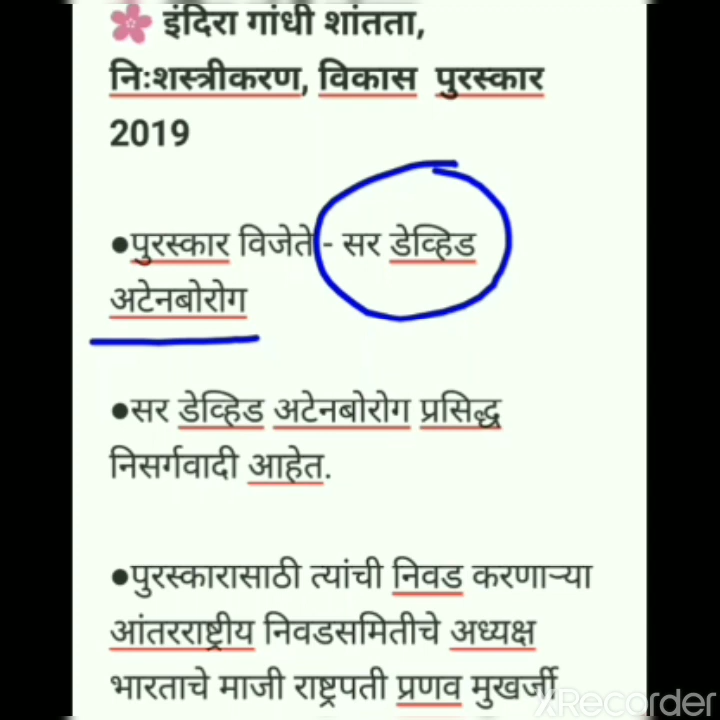 🌸 इंदिरा गांधी शांतता,
निःशस्त्रीकरण, विकास पुरस्कार
2019
●पुरस्कार विजेते - सर डेव्हिड
अटेनबोरोग
●सर डेव्हिड अटेनबोरोग प्रसिद्ध
निसर्गवादी आहेत.
●पुरस्कारासाठी त्यांची निवड करणाऱ्या
आंतरराष्ट्रीय निवडसमितीचे अध्यक्ष
भारताचे माजी राष्ट्रपती प्रणव मुखर्जी
XRecorder